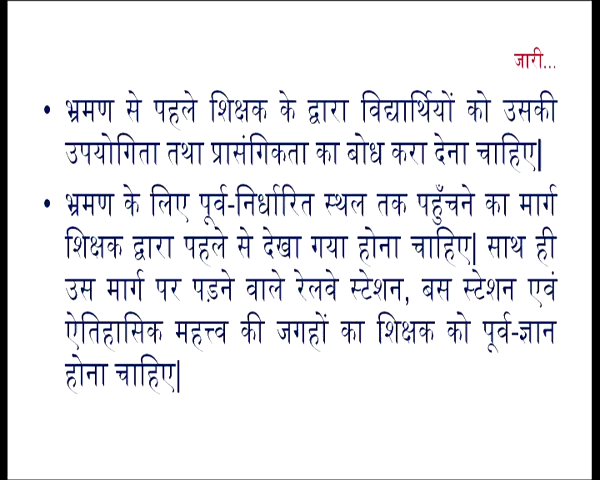 जारी...
• भ्रमण से पहले शिक्षक के द्वारा विद्यार्थियों को उसकी
उपयोगिता तथा प्रासंगिकता का बोध करा देना चाहिए|
• भ्रमण के लिए पूर्व-निर्धारित स्थल तक पहुँचने का मार्ग
शिक्षक द्वारा पहले से देखा गया होना चाहिए| साथ ही
उस मार्ग पर पड़ने वाले रेलवे स्टेशन, बस स्टेशन एवं
ऐतिहासिक महत्त्व की जगहों का शिक्षक को पूर्व-ज्ञान
होना चाहिए|